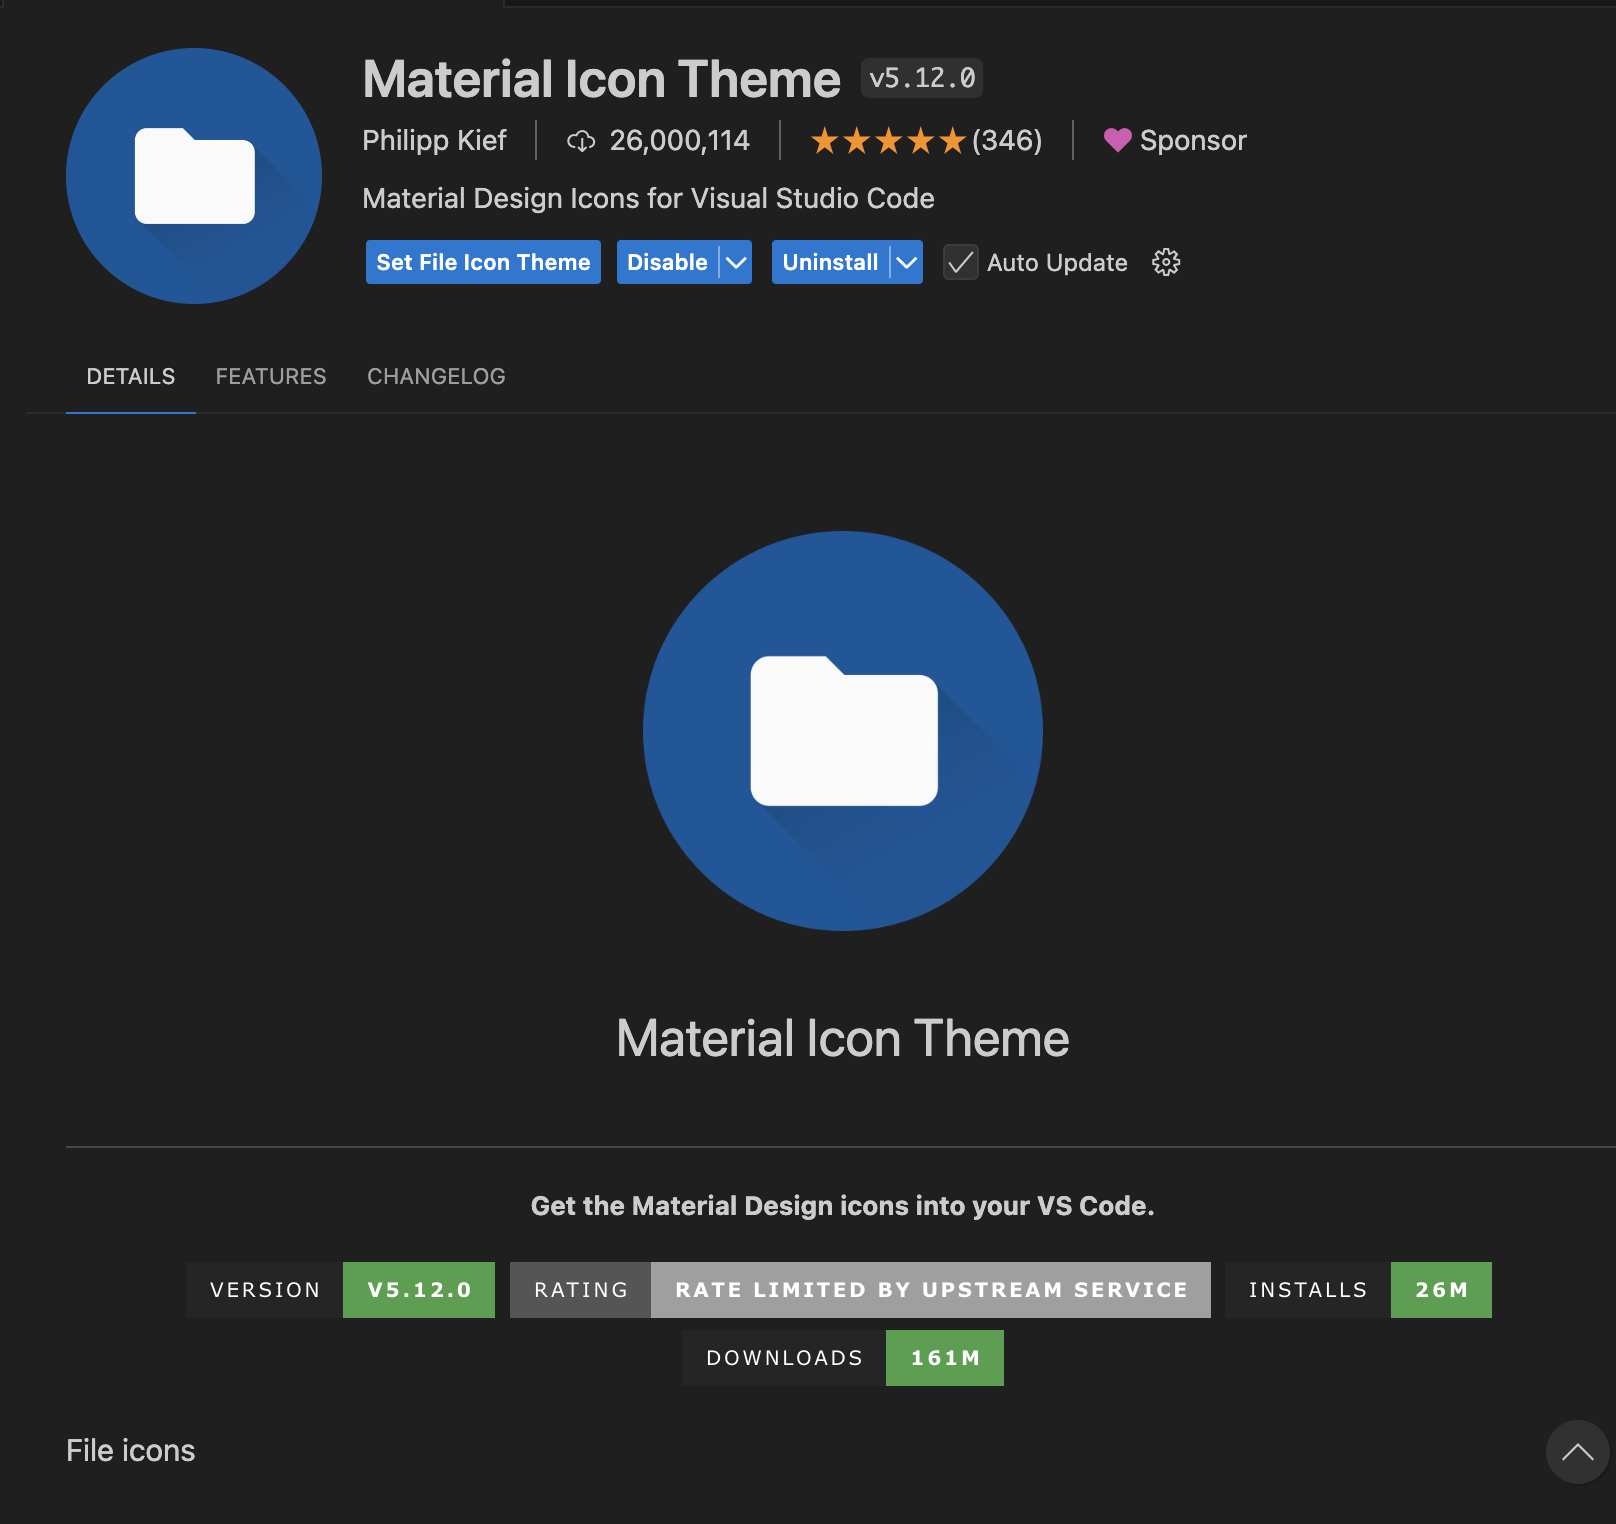 Material Icon Theme v5.12.0
Philipp Kief 26,000,114 (346) Sponsor
Material Design Icons for Visual Studio Code
Set File Icon Theme Disable Uninstall Auto Update
DETAILS FEATURES CHANGELOG
Material Icon Theme
Get the Material Design icons into your VS Code.
VERSION V5.12.0 RATING RATE LIMITED BY UPSTREAM SERVICE INSTALLS 26M
DOWNLOADS 161M
File icons